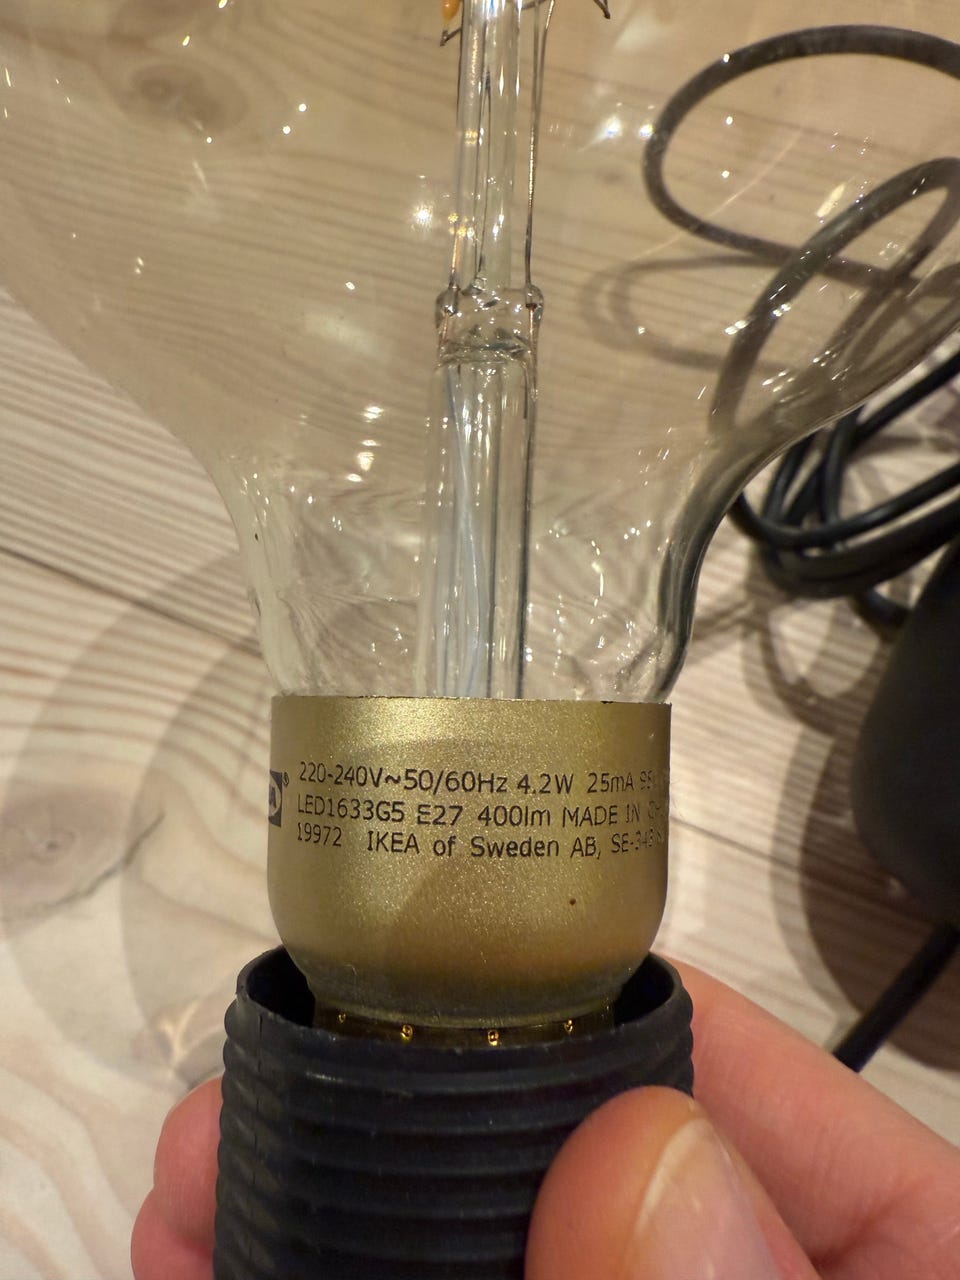 220-240V~50/60Hz 4.2W 25mA
®
LED1633G5 E27 400lm MADE IN
19972 IKEA of Sweden AB,